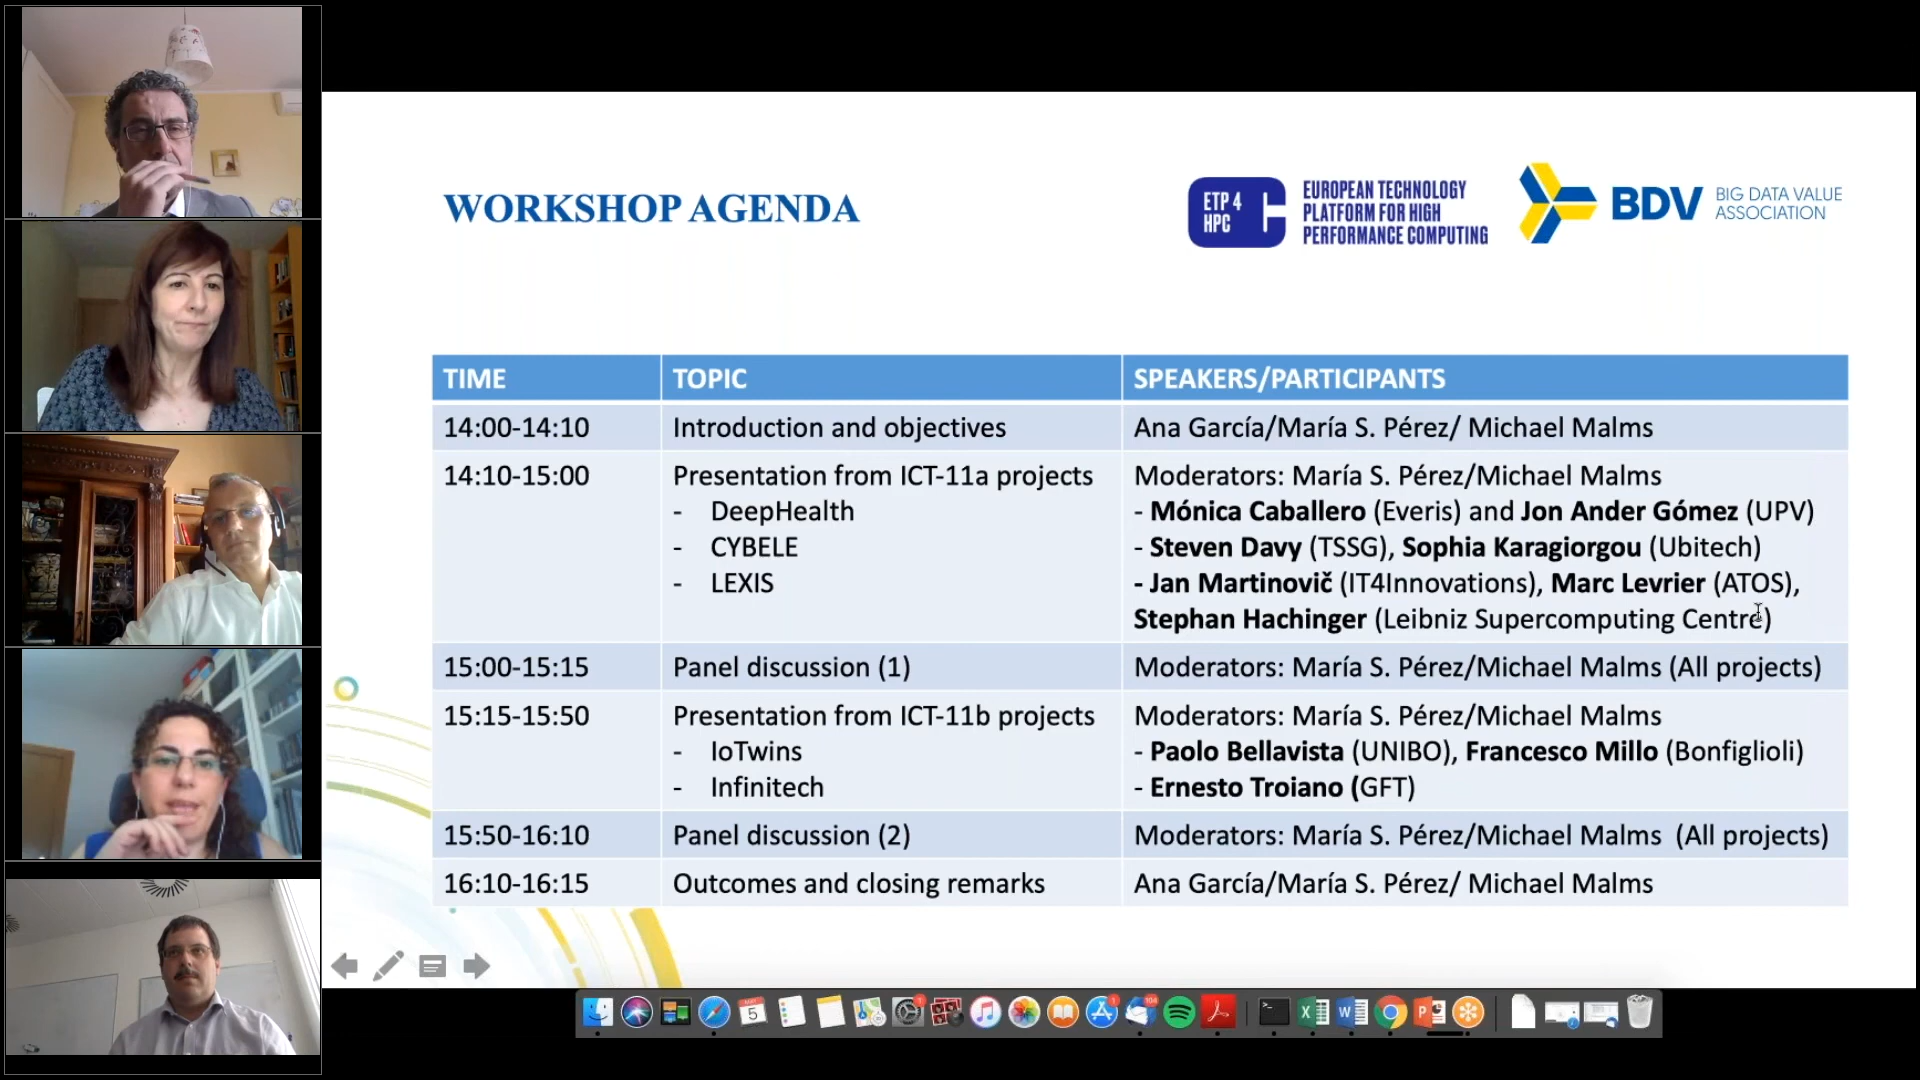 WORKSHOP AGENDA
ETP 4
HPC
EUROPEAN TECHNOLOGY
PLATFORM FOR HIGH
PERFORMANCE COMPUTING
BDV
BIG DATA VALUE
ASSOCIATION
TIME TOPIC SPEAKERS/PARTICIPANTS
14:00-14:10 Introduction and objectives Ana García/María S. Pérez/ Michael Malms
14:10-15:00 Presentation from ICT-11a projects Moderators: María S. Pérez/Michael Malms
- DeepHealth - Mónica Caballero (Everis) and Jon Ander Gómez (UPV)
- CYBELE - Steven Davy (TSSG), Sophia Karagiorgou (Ubitech)
- LEXIS - Jan Martinovič (IT4Innovations), Marc Levrier (ATOS),
Stephan Hachinger (Leibniz Supercomputing Centre)
15:00-15:15 Panel discussion (1) Moderators: María S. Pérez/Michael Malms (All projects)
15:15-15:50 Presentation from ICT-11b projects Moderators: María S. Pérez/Michael Malms
- IoTwins - Paolo Bellavista (UNIBO), Francesco Millo (Bonfiglioli)
- Infinitech - Ernesto Troiano (GFT)
15:50-16:10 Panel discussion (2) Moderators: María S. Pérez/Michael Malms (All projects)
16:10-16:15 Outcomes and closing remarks Ana García/María S. Pérez/ Michael Malms
5